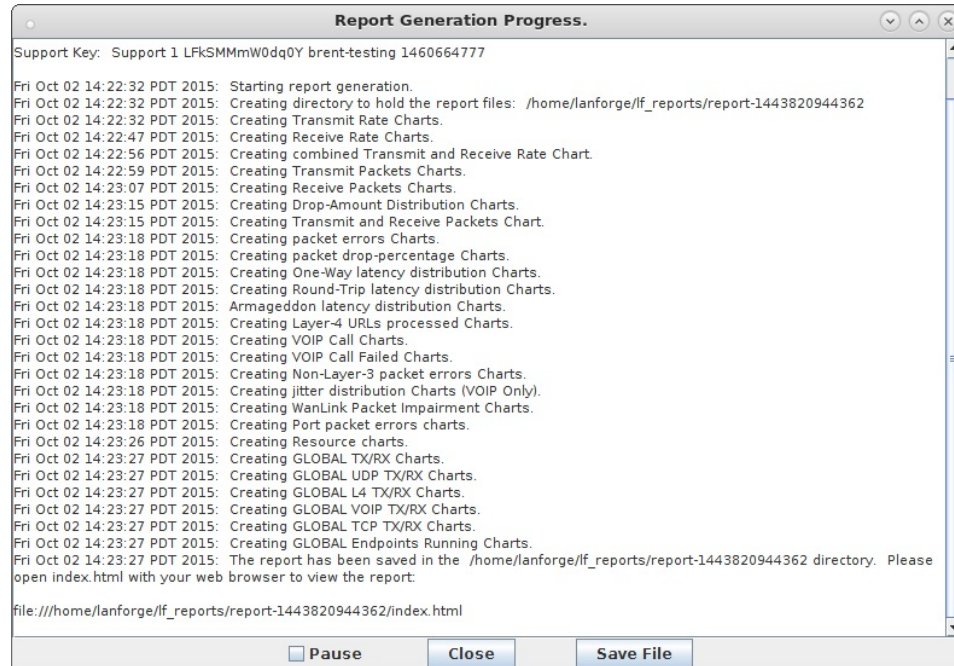 Report Generation Progress.
Support Key:  Support 1 LFkSMMmW0dq0Y brent-testing 1460664777
Fri Oct 02 14:22:32 PDT 2015:  Starting report generation.
Fri Oct 02 14:22:32 PDT 2015:  Creating directory to hold the report files:  /home/lanforge/lf_reports/report-1443820944362
Fri Oct 02 14:22:32 PDT 2015:  Creating Transmit Rate Charts.
Fri Oct 02 14:22:47 PDT 2015:  Creating Receive Rate Charts.
Fri Oct 02 14:22:56 PDT 2015:  Creating combined Transmit and Receive Rate Chart.
Fri Oct 02 14:22:59 PDT 2015:  Creating Transmit Packets Charts.
Fri Oct 02 14:23:07 PDT 2015:  Creating Receive Packets Charts.
Fri Oct 02 14:23:15 PDT 2015:  Creating Drop-Amount Distribution Charts.
Fri Oct 02 14:23:15 PDT 2015:  Creating Transmit and Receive Packets Chart.
Fri Oct 02 14:23:18 PDT 2015:  Creating packet errors Charts.
Fri Oct 02 14:23:18 PDT 2015:  Creating packet drop-percentage Charts.
Fri Oct 02 14:23:18 PDT 2015:  Creating One-Way latency distribution Charts.
Fri Oct 02 14:23:18 PDT 2015:  Creating Round-Trip latency distribution Charts.
Fri Oct 02 14:23:18 PDT 2015:  Armageddon latency distribution Charts.
Fri Oct 02 14:23:18 PDT 2015:  Creating Layer-4 URLs processed Charts.
Fri Oct 02 14:23:18 PDT 2015:  Creating VOIP Call Charts.
Fri Oct 02 14:23:18 PDT 2015:  Creating VOIP Call Failed Charts.
Fri Oct 02 14:23:18 PDT 2015:  Creating Non-Layer-3 packet errors Charts.
Fri Oct 02 14:23:18 PDT 2015:  Creating jitter distribution Charts (VOIP Only).
Fri Oct 02 14:23:18 PDT 2015:  Creating WanLink Packet Impairment Charts.
Fri Oct 02 14:23:18 PDT 2015:  Creating Port packet errors charts.
Fri Oct 02 14:23:26 PDT 2015:  Creating Resource charts.
Fri Oct 02 14:23:27 PDT 2015:  Creating GLOBAL TX/RX Charts.
Fri Oct 02 14:23:27 PDT 2015:  Creating GLOBAL UDP TX/RX Charts.
Fri Oct 02 14:23:27 PDT 2015:  Creating GLOBAL L4 TX/RX Charts.
Fri Oct 02 14:23:27 PDT 2015:  Creating GLOBAL VOIP TX/RX Charts.
Fri Oct 02 14:23:27 PDT 2015:  Creating GLOBAL TCP TX/RX Charts.
Fri Oct 02 14:23:27 PDT 2015:  Creating GLOBAL Endpoints Running Charts.
Fri Oct 02 14:23:27 PDT 2015:  The report has been saved in the  /home/lanforge/lf_reports/report-1443820944362 directory.  Please
open index.html with your web browser to view the report:
file:///home/lanforge/lf_reports/report-1443820944362/index.html
Pause Close Save File